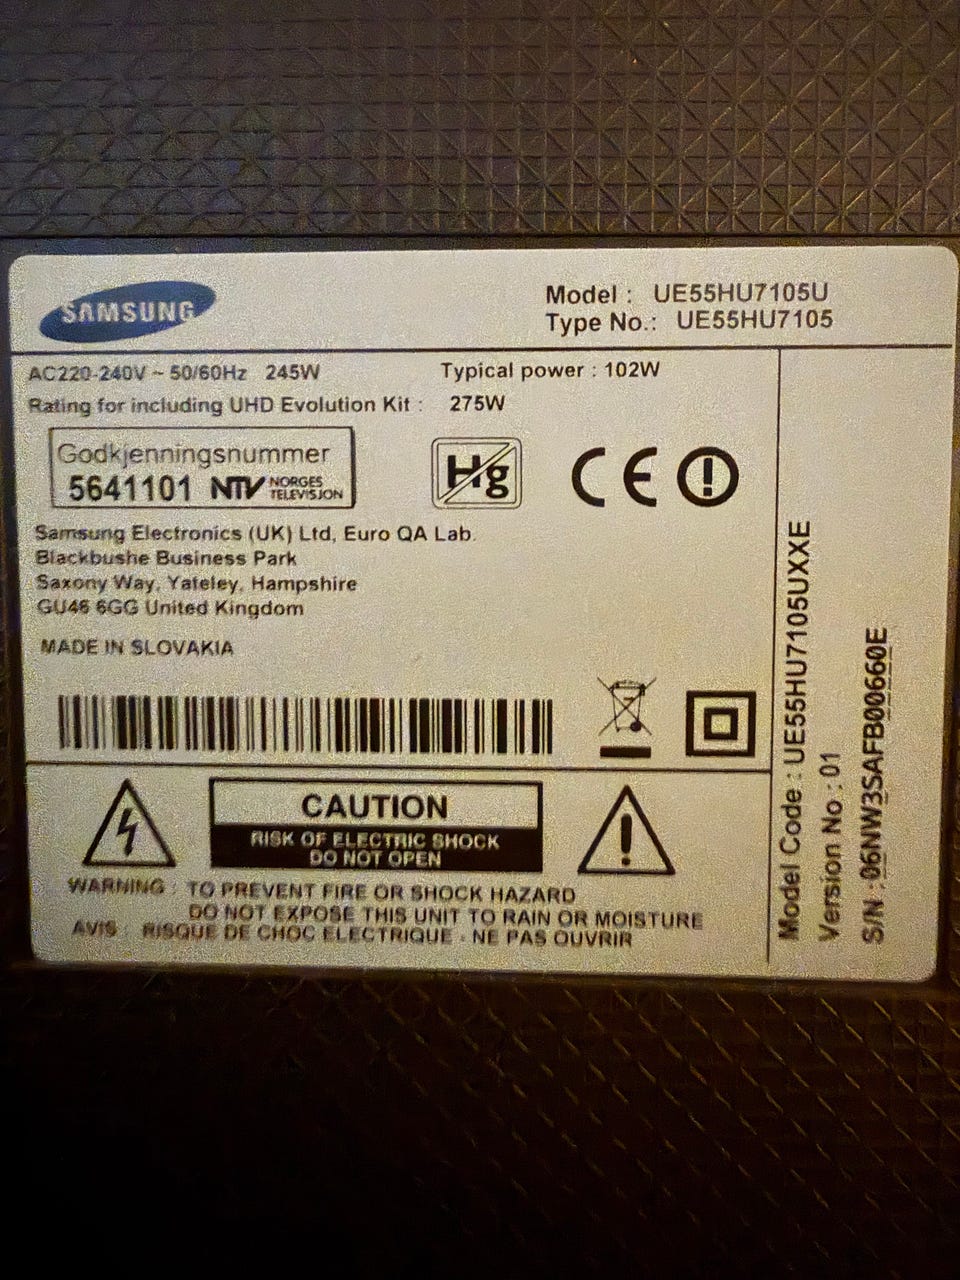 SAMSUNG
Model : UE55HU7105U
Type No.: UE55HU7105
AC220-240V ~ 50/60Hz 245W
Typical power : 102W
Rating for including UHD Evolution Kit : 275W
Godkjenningsnummer
5641101 NTV NORGES
TELEVISJON
Hg
CE
Samsung Electronics (UK) Ltd, Euro QA Lab.
Blackbushe Business Park
Saxony Way, Yateley, Hampshire
GU46 6GG United Kingdom
MADE IN SLOVAKIA
CAUTION
RISK OF ELECTRIC SHOCK
DO NOT OPEN
WARNING : TO PREVENT FIRE OR SHOCK HAZARD
DO NOT EXPOSE THIS UNIT TO RAIN OR MOISTURE
AVIS : RISQUE DE CHOC ELECTRIQUE - NE PAS OUVRIR
Model Code : UE55HU7105UXXE
Version No : 01
S/N : 06NW3SAFB00660E